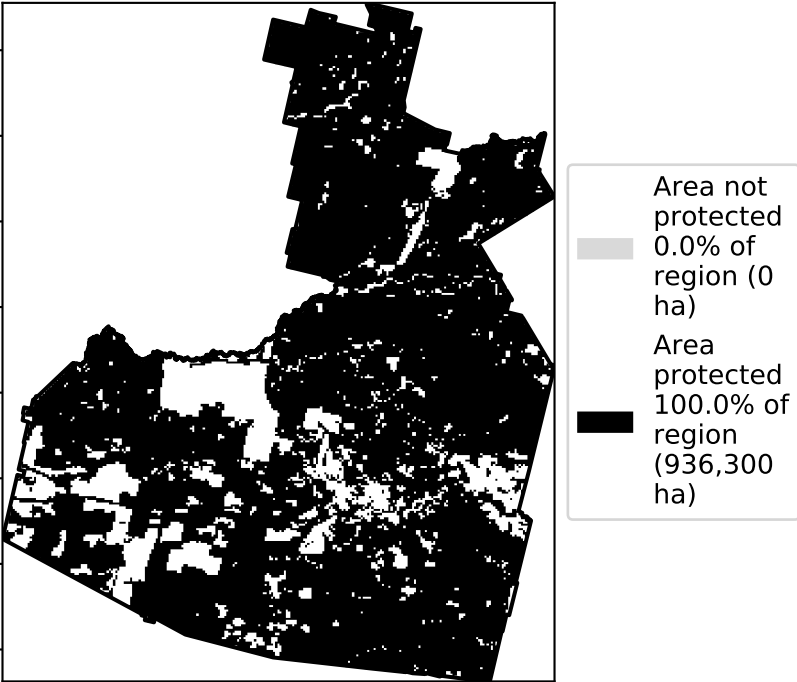 Area not
protected
0.0% of
region (0
ha)
Area
protected
100.0% of
region
(936,300
ha)